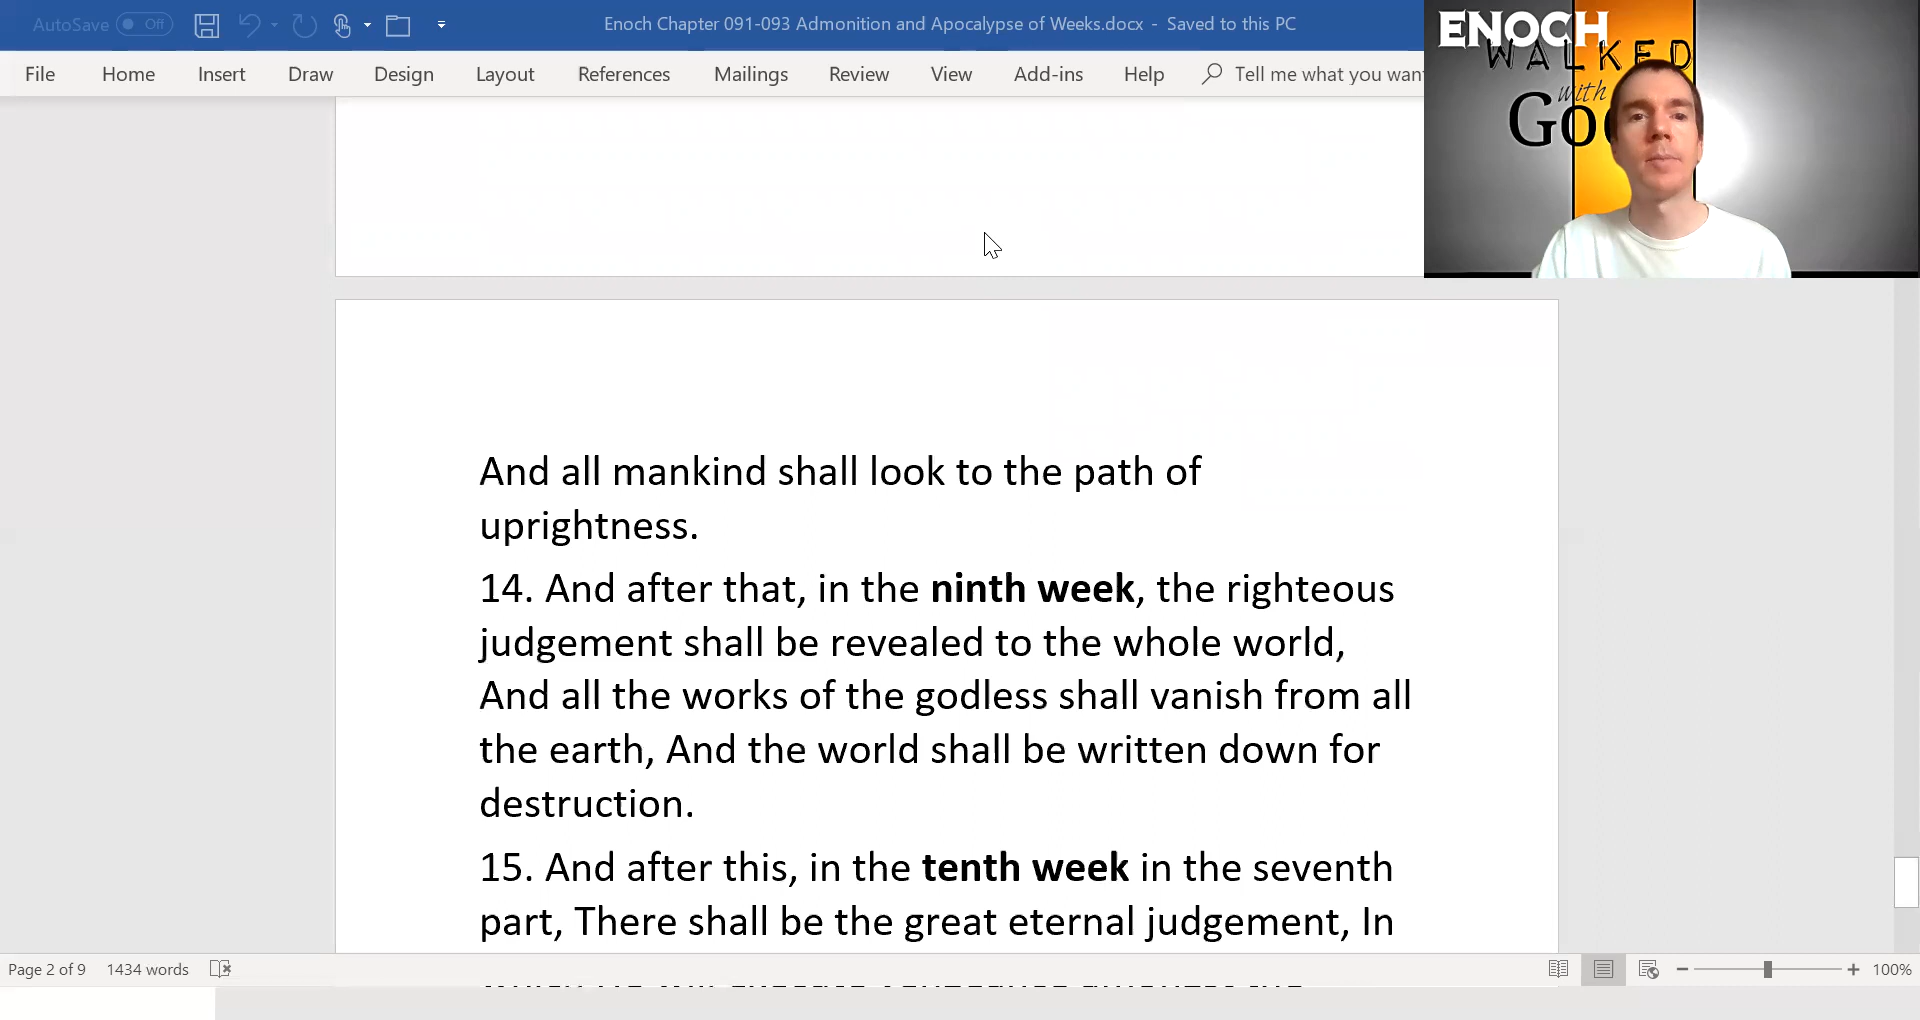 AutoSave Off
Enoch Chapter 091-093 Admonition and Apocalypse of Weeks.docx - Saved to this PC
File Home Insert Draw Design Layout References Mailings Review View Add-ins Help Tell me what you want
ENOCH
WALKED
with
God
And all mankind shall look to the path of
uprightness.
14. And after that, in the ninth week, the righteous
judgement shall be revealed to the whole world,
And all the works of the godless shall vanish from all
the earth, And the world shall be written down for
destruction.
15. And after this, in the tenth week in the seventh
part, There shall be the great eternal judgement, In
Page 2 of 9 1434 words 100%